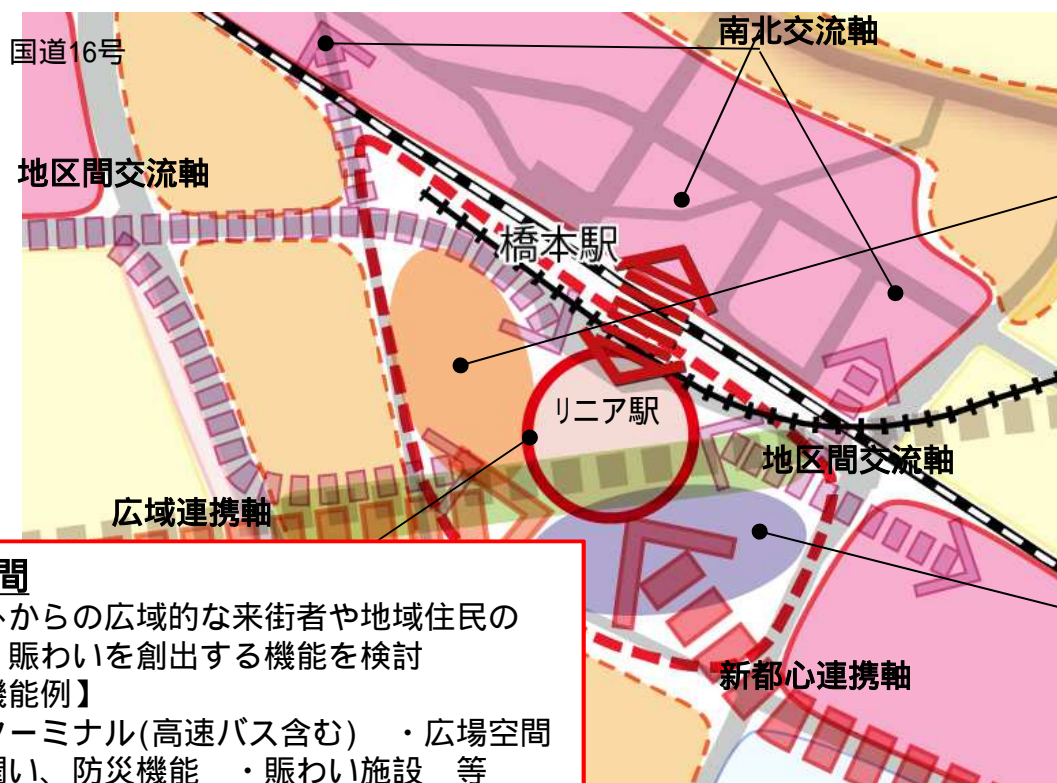 南北交流軸
国道16号
地区間交流軸
橋本駅
リニア駅
地区間交流軸
広域連携軸
間
からの広域的な来街者や地域住民の
賑わいを創出する機能を検討
機能例】
ターミナル(高速バス含む)　・広場空間
い、防災機能　・賑わい施設　等
新都心連携軸